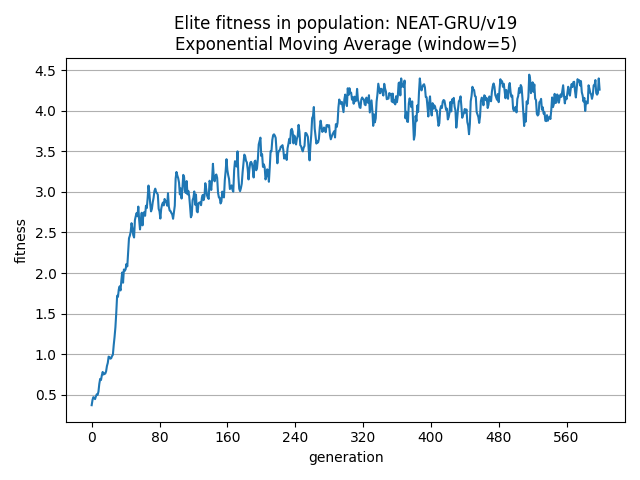 Elite fitness in population: NEAT-GRU/v19
Exponential Moving Average (window=5)
4.5
4.0
3.5
3.0
2.5
2.0
1.5
1.0
0.5
fitness
0 80 160 240 320 400 480 560
generation